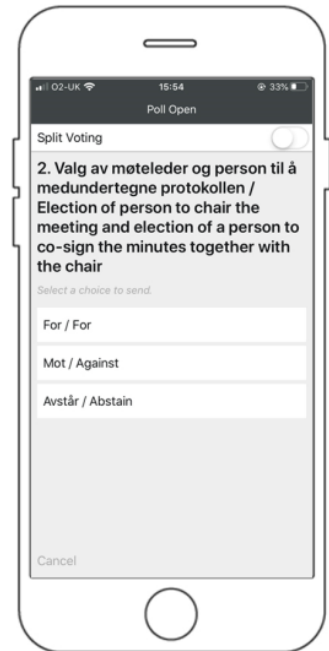 O2-UK 15:54 33%
Poll Open
Split Voting
2. Valg av møteleder og person til å
medundertegne protokollen /
Election of person to chair the
meeting and election of a person to
co-sign the minutes together with
the chair
Select a choice to send.
For / For
Mot / Against
Avstår / Abstain
Cancel